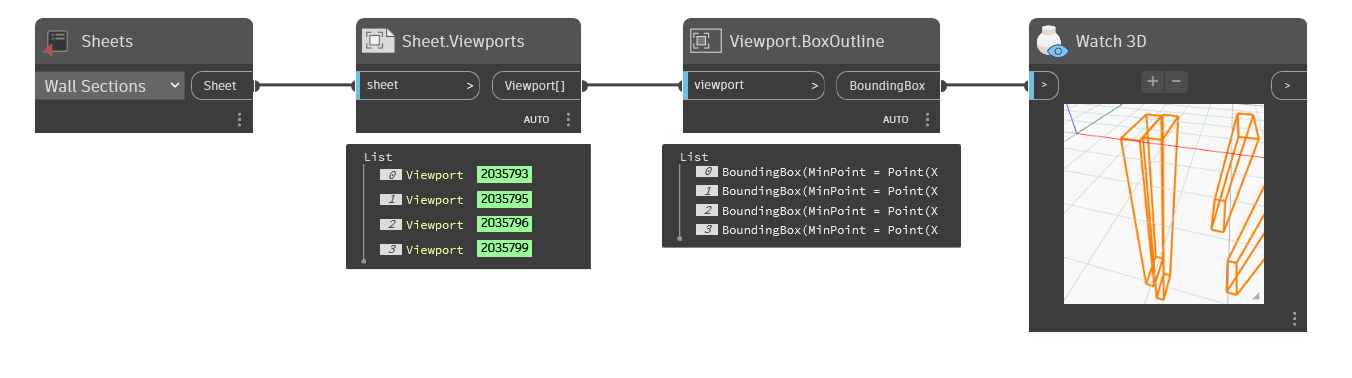 Sheets
Wall Sections
Sheet
Sheet.Viewports
sheet >
Viewport[]
AUTO
List
0 Viewport 2035793
1 Viewport 2035795
2 Viewport 2035796
3 Viewport 2035799
Viewport.BoxOutline
viewport >
BoundingBox
AUTO
List
0 BoundingBox(MinPoint = Point(X
1 BoundingBox(MinPoint = Point(X
2 BoundingBox(MinPoint = Point(X
3 BoundingBox(MinPoint = Point(X
Watch 3D
> + − >